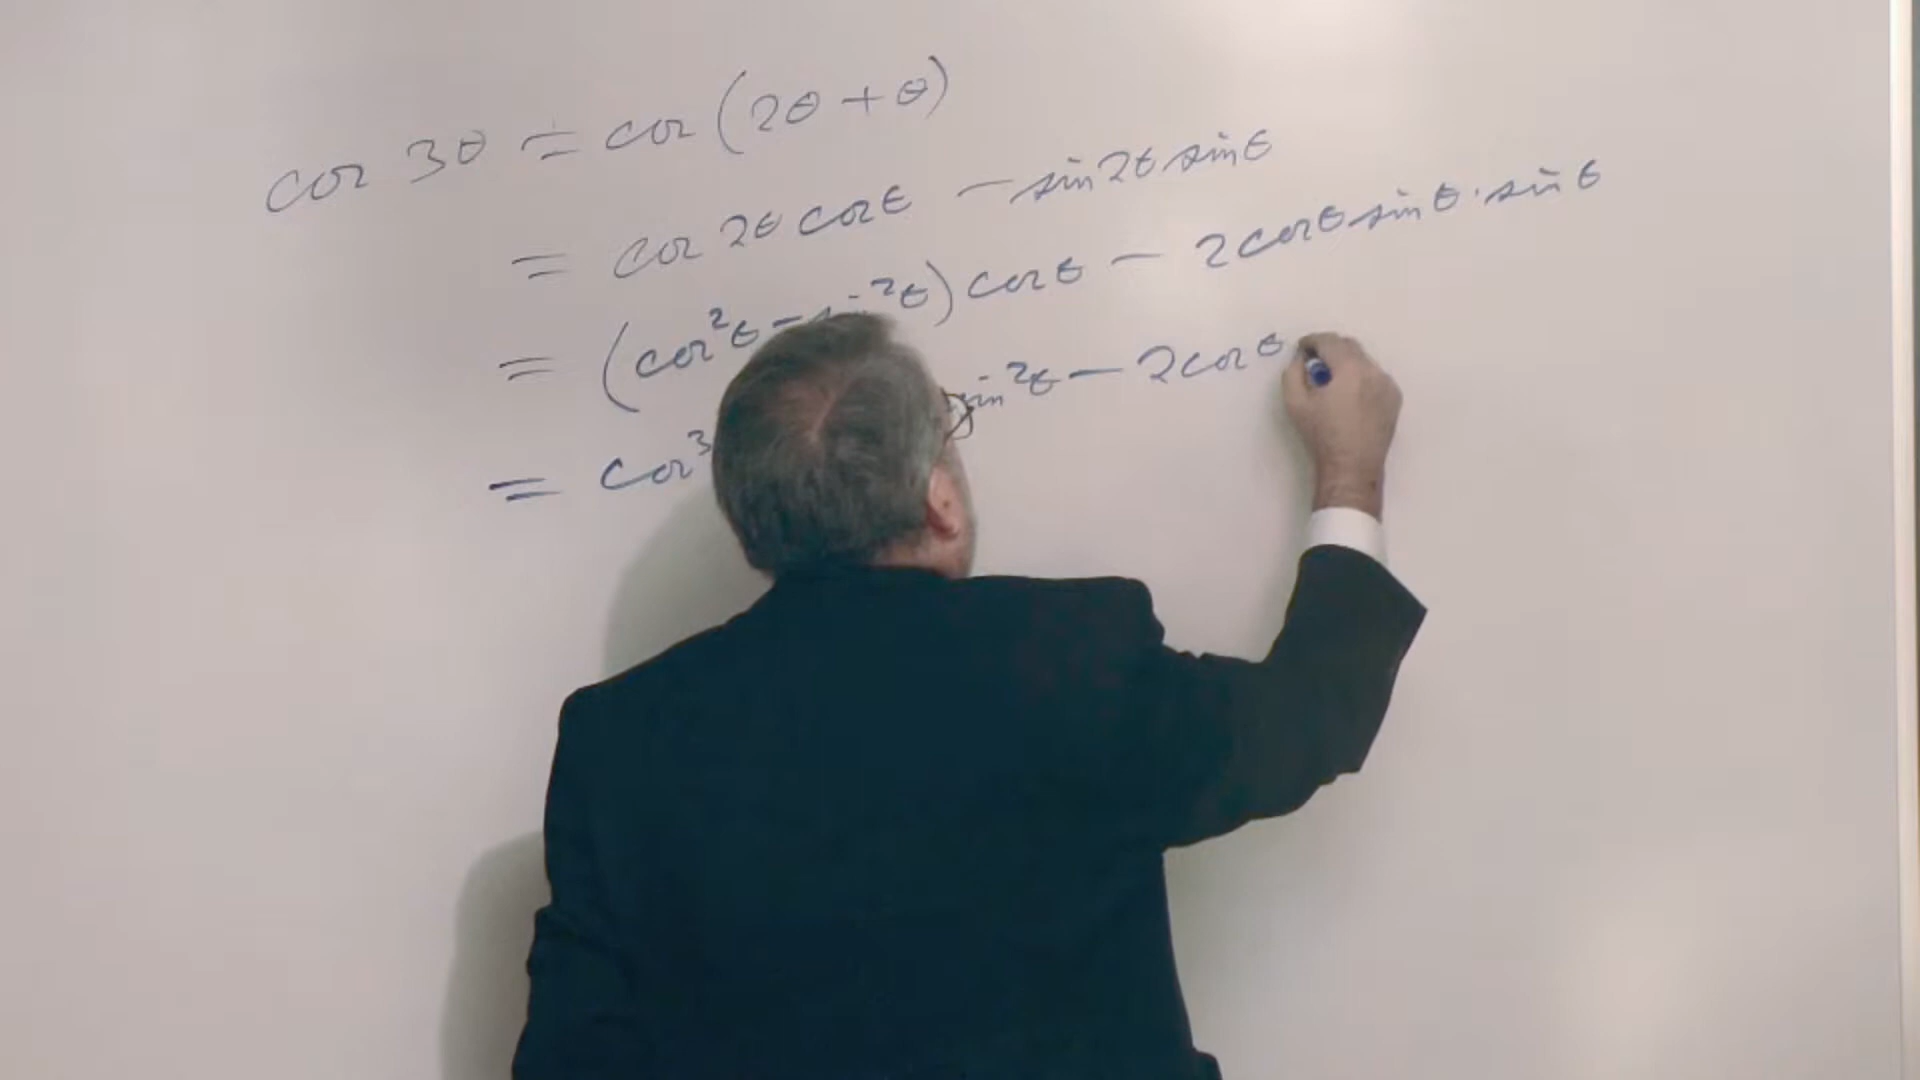 cos 3θ = cos (2θ + θ)
= cos 2θ cos θ − sin 2θ sin θ
= (cos²θ − sin²θ) cos θ − 2 cos θ sin θ · sin θ
= cos³ sin²θ − 2 cos θ